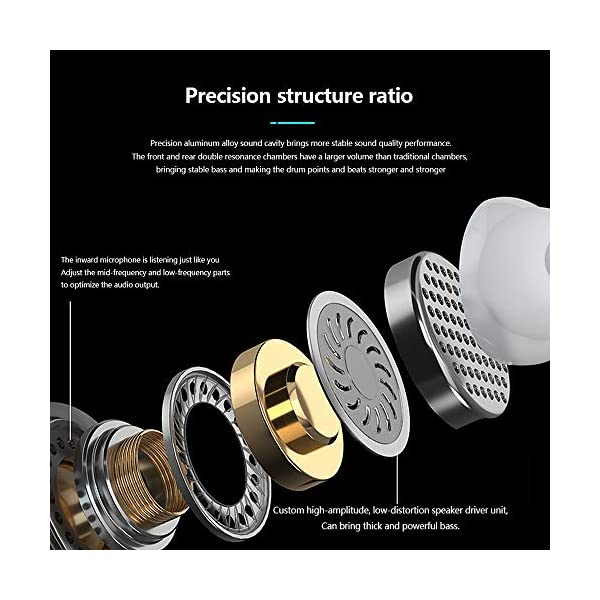 Precision structure ratio
Precision aluminum alloy sound cavity brings more stable sound quality performance.
The front and rear double resonance chambers have a larger volume than traditional chambers,
bringing stable bass and making the drum points and beats stronger and stronger
The inward microphone is listening just like you
Adjust the mid-frequency and low-frequency parts
to optimize the audio output.
Custom high-amplitude, low-distortion speaker driver unit,
Can bring thick and powerful bass.